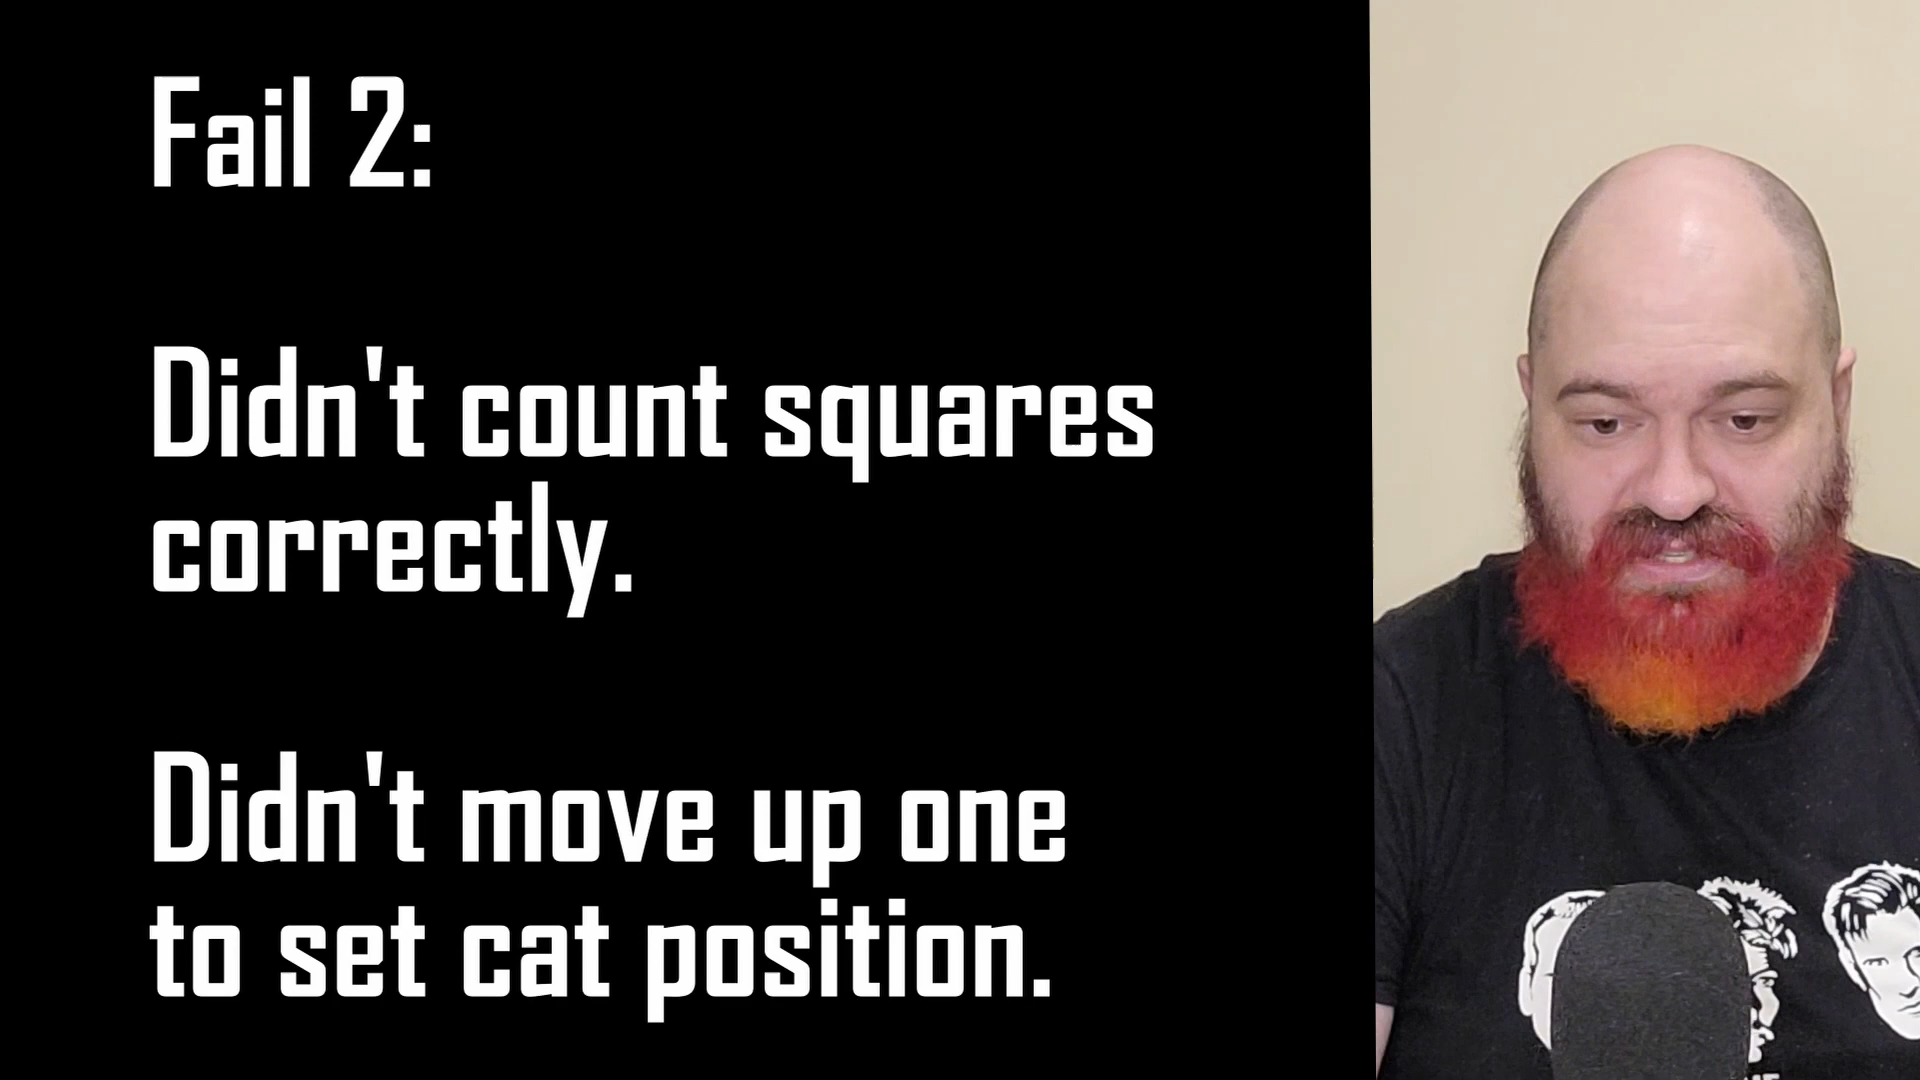 Fail 2:
Didn't count squares
correctly.
Didn't move up one
to set cat position.